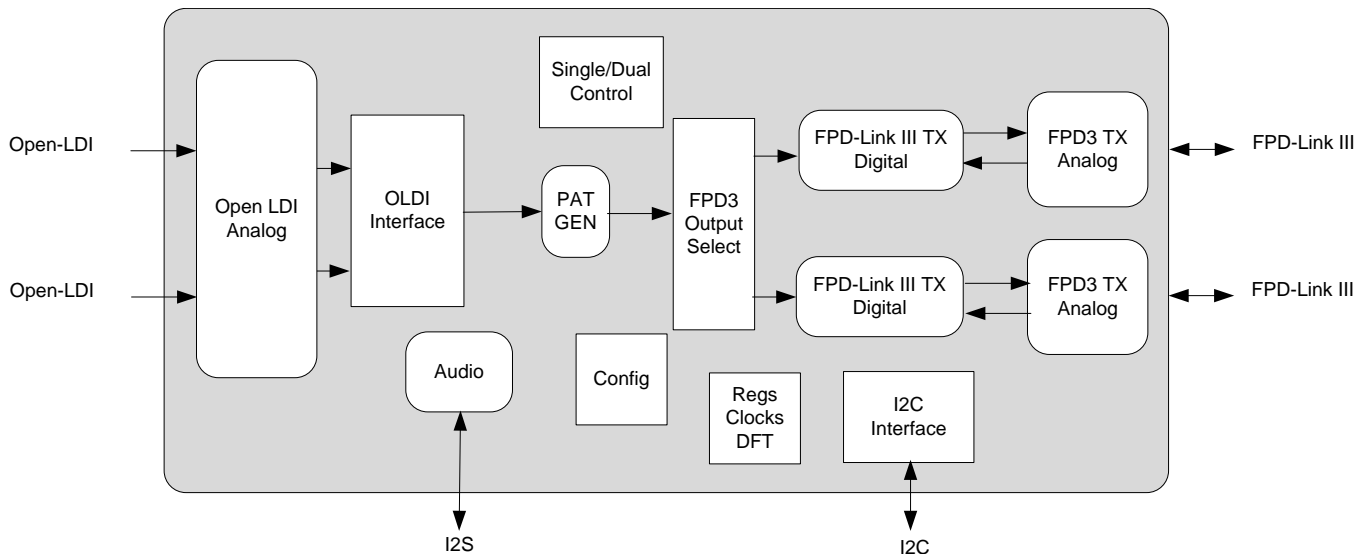 Single/Dual
Control
Open-LDI
Open-LDI
Open LDI
Analog
OLDI
Interface
PAT
GEN
FPD3
Output
Select
FPD-Link III TX
Digital
FPD3 TX
Analog
FPD-Link III
FPD-Link III TX
Digital
FPD3 TX
Analog
FPD-Link III
Audio
Config
Regs
Clocks
DFT
I2C
Interface
I2S
I2C